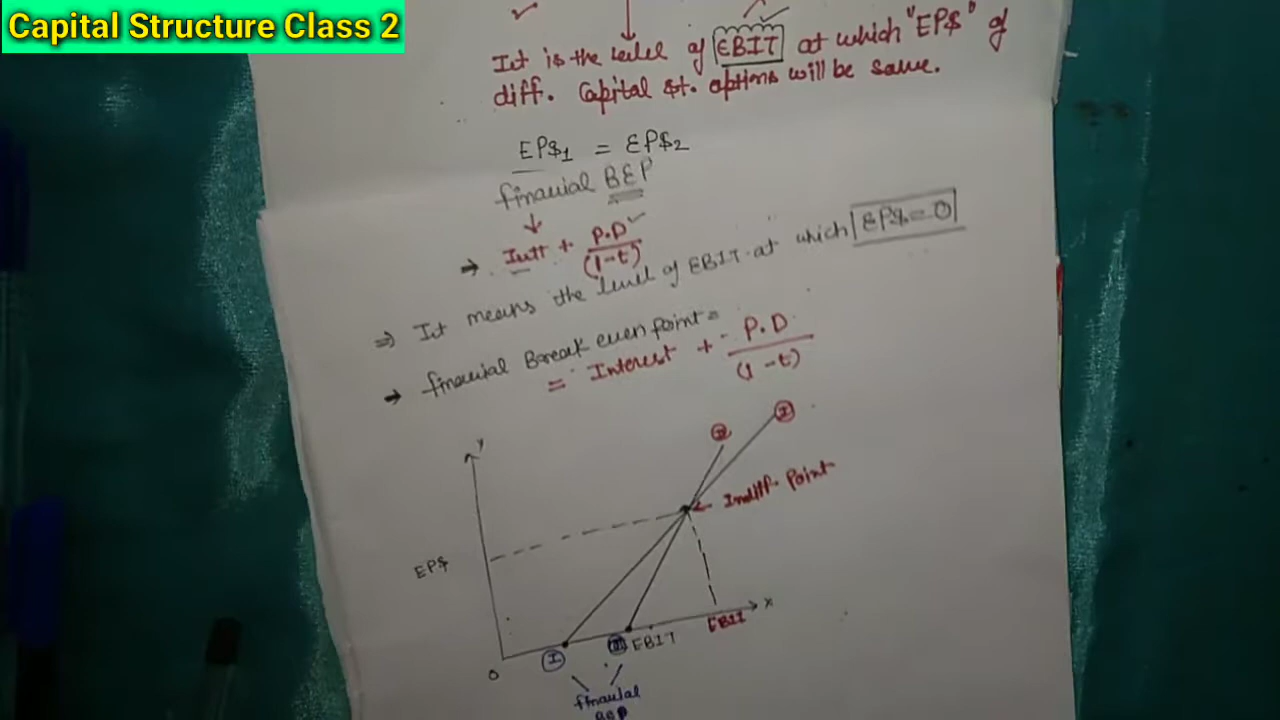 Capital Structure Class 2
It is the level of EBIT at which "EPS" of
diff. Capital st. options will be same.
EPS1 = EPS2
financial BEP
Intt + P.D/(1-t)
⇒ It means the level of EBIT at which EPS = 0
→ financial Break even point =
= Interest + P.D/(1-t)
y
II
I
Indiff. Point
EPS
x
EBIT
EBIT
I
II
O
financial
BEP